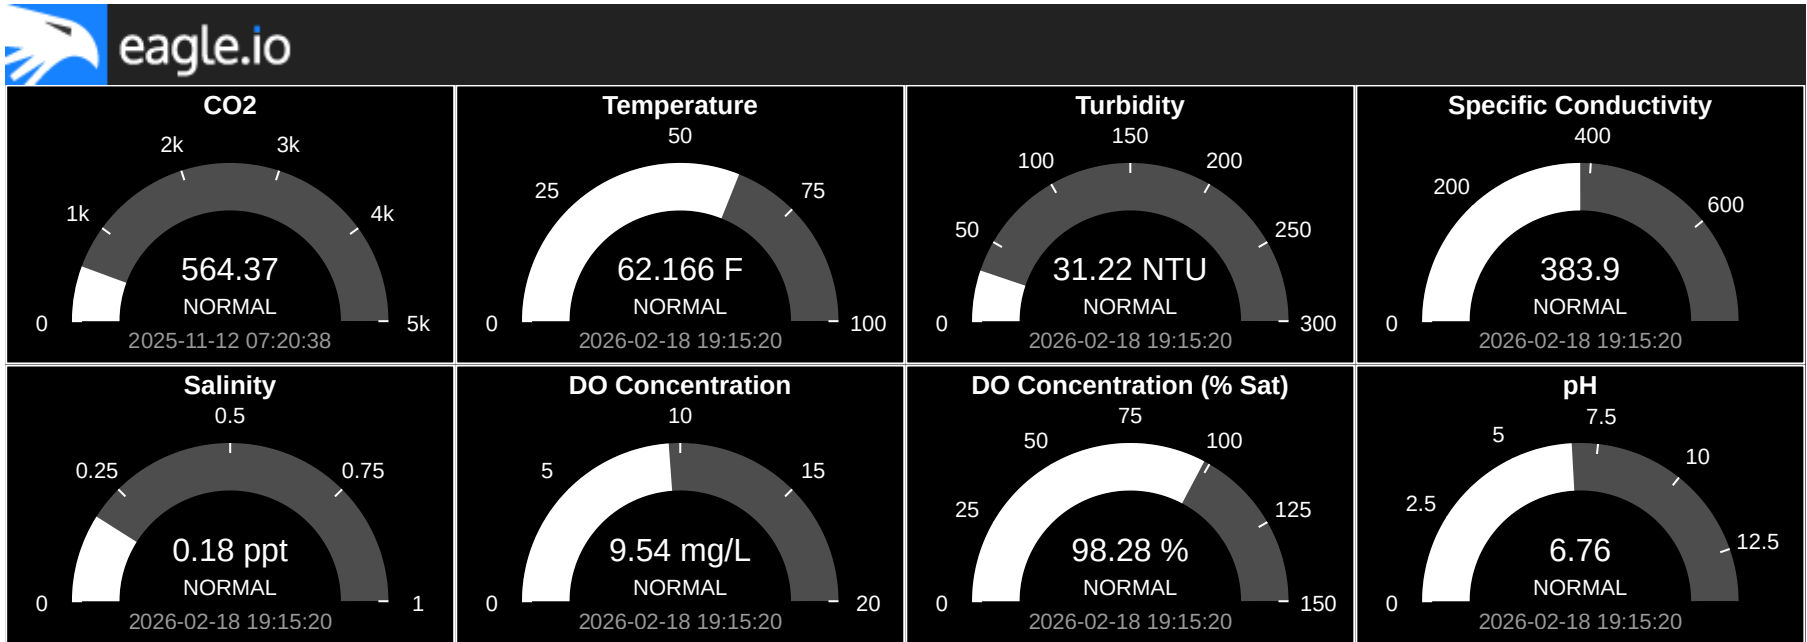 eagle.io
CO2
2k
3k
1k
4k
0
5k
564.37
NORMAL
2025-11-12 07:20:38
Temperature
50
25
75
0
100
62.166 F
NORMAL
2026-02-18 19:15:20
Turbidity
150
100
200
50
250
0
300
31.22 NTU
NORMAL
2026-02-18 19:15:20
Specific Conductivity
400
200
600
0
383.9
NORMAL
2026-02-18 19:15:20
Salinity
0.5
0.25
0.75
0
1
0.18 ppt
NORMAL
2026-02-18 19:15:20
DO Concentration
10
5
15
0
20
9.54 mg/L
NORMAL
2026-02-18 19:15:20
DO Concentration (% Sat)
75
50
100
25
125
0
150
98.28 %
NORMAL
2026-02-18 19:15:20
pH
7.5
5
10
2.5
12.5
0
6.76
NORMAL
2026-02-18 19:15:20